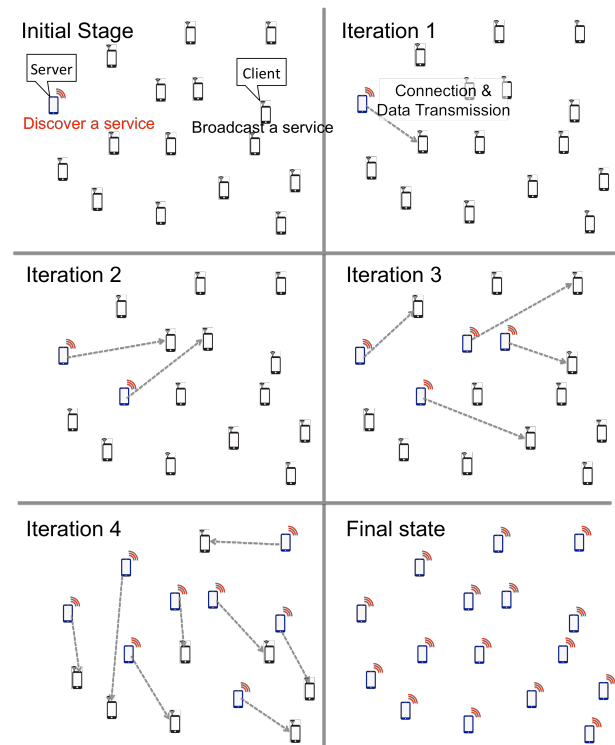 Initial Stage
Server
Client
Discover a service
Broadcast a service
Iteration 1
Connection &
Data Transmission
Iteration 2
Iteration 3
Iteration 4
Final state